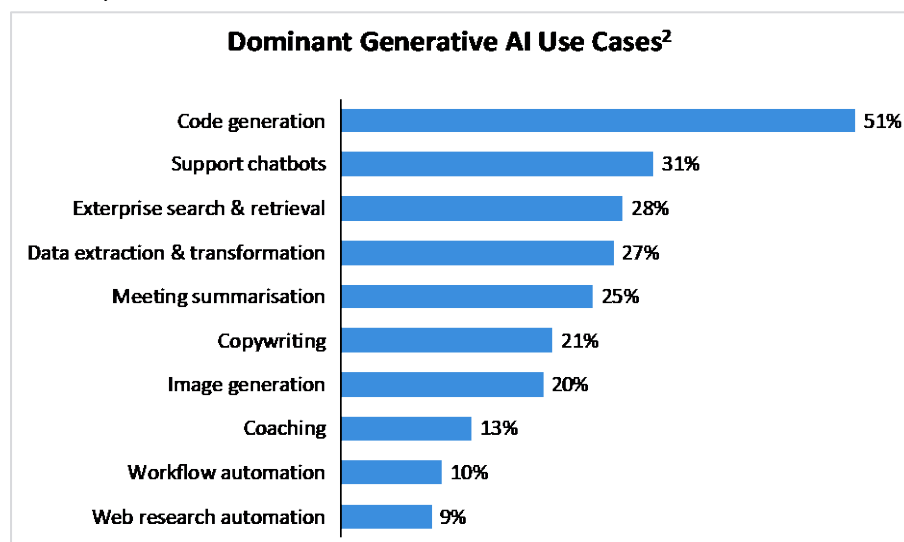 Dominant Generative AI Use Cases²
Code generation 51%
Support chatbots 31%
Exterprise search & retrieval 28%
Data extraction & transformation 27%
Meeting summarisation 25%
Copywriting 21%
Image generation 20%
Coaching 13%
Workflow automation 10%
Web research automation 9%